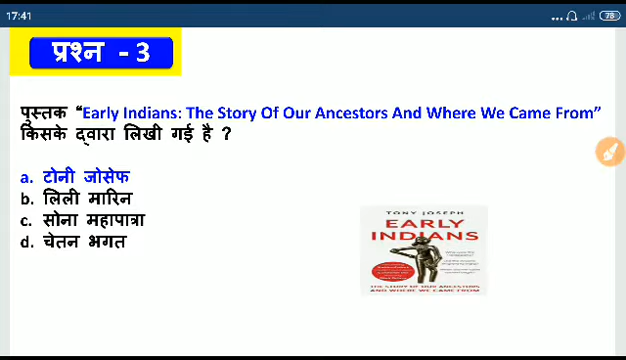 17:41
78
प्रश्न - 3
पुस्तक “Early Indians: The Story Of Our Ancestors And Where We Came From”
किसके द्वारा लिखी गई है ?
a. टोनी जोसेफ
b. लिली मारिन
c. सोना महापात्रा
d. चेतन भगत
TONY JOSEPH
EARLY
INDIANS
THE STORY OF OUR ANCESTORS
AND WHERE WE CAME FROM